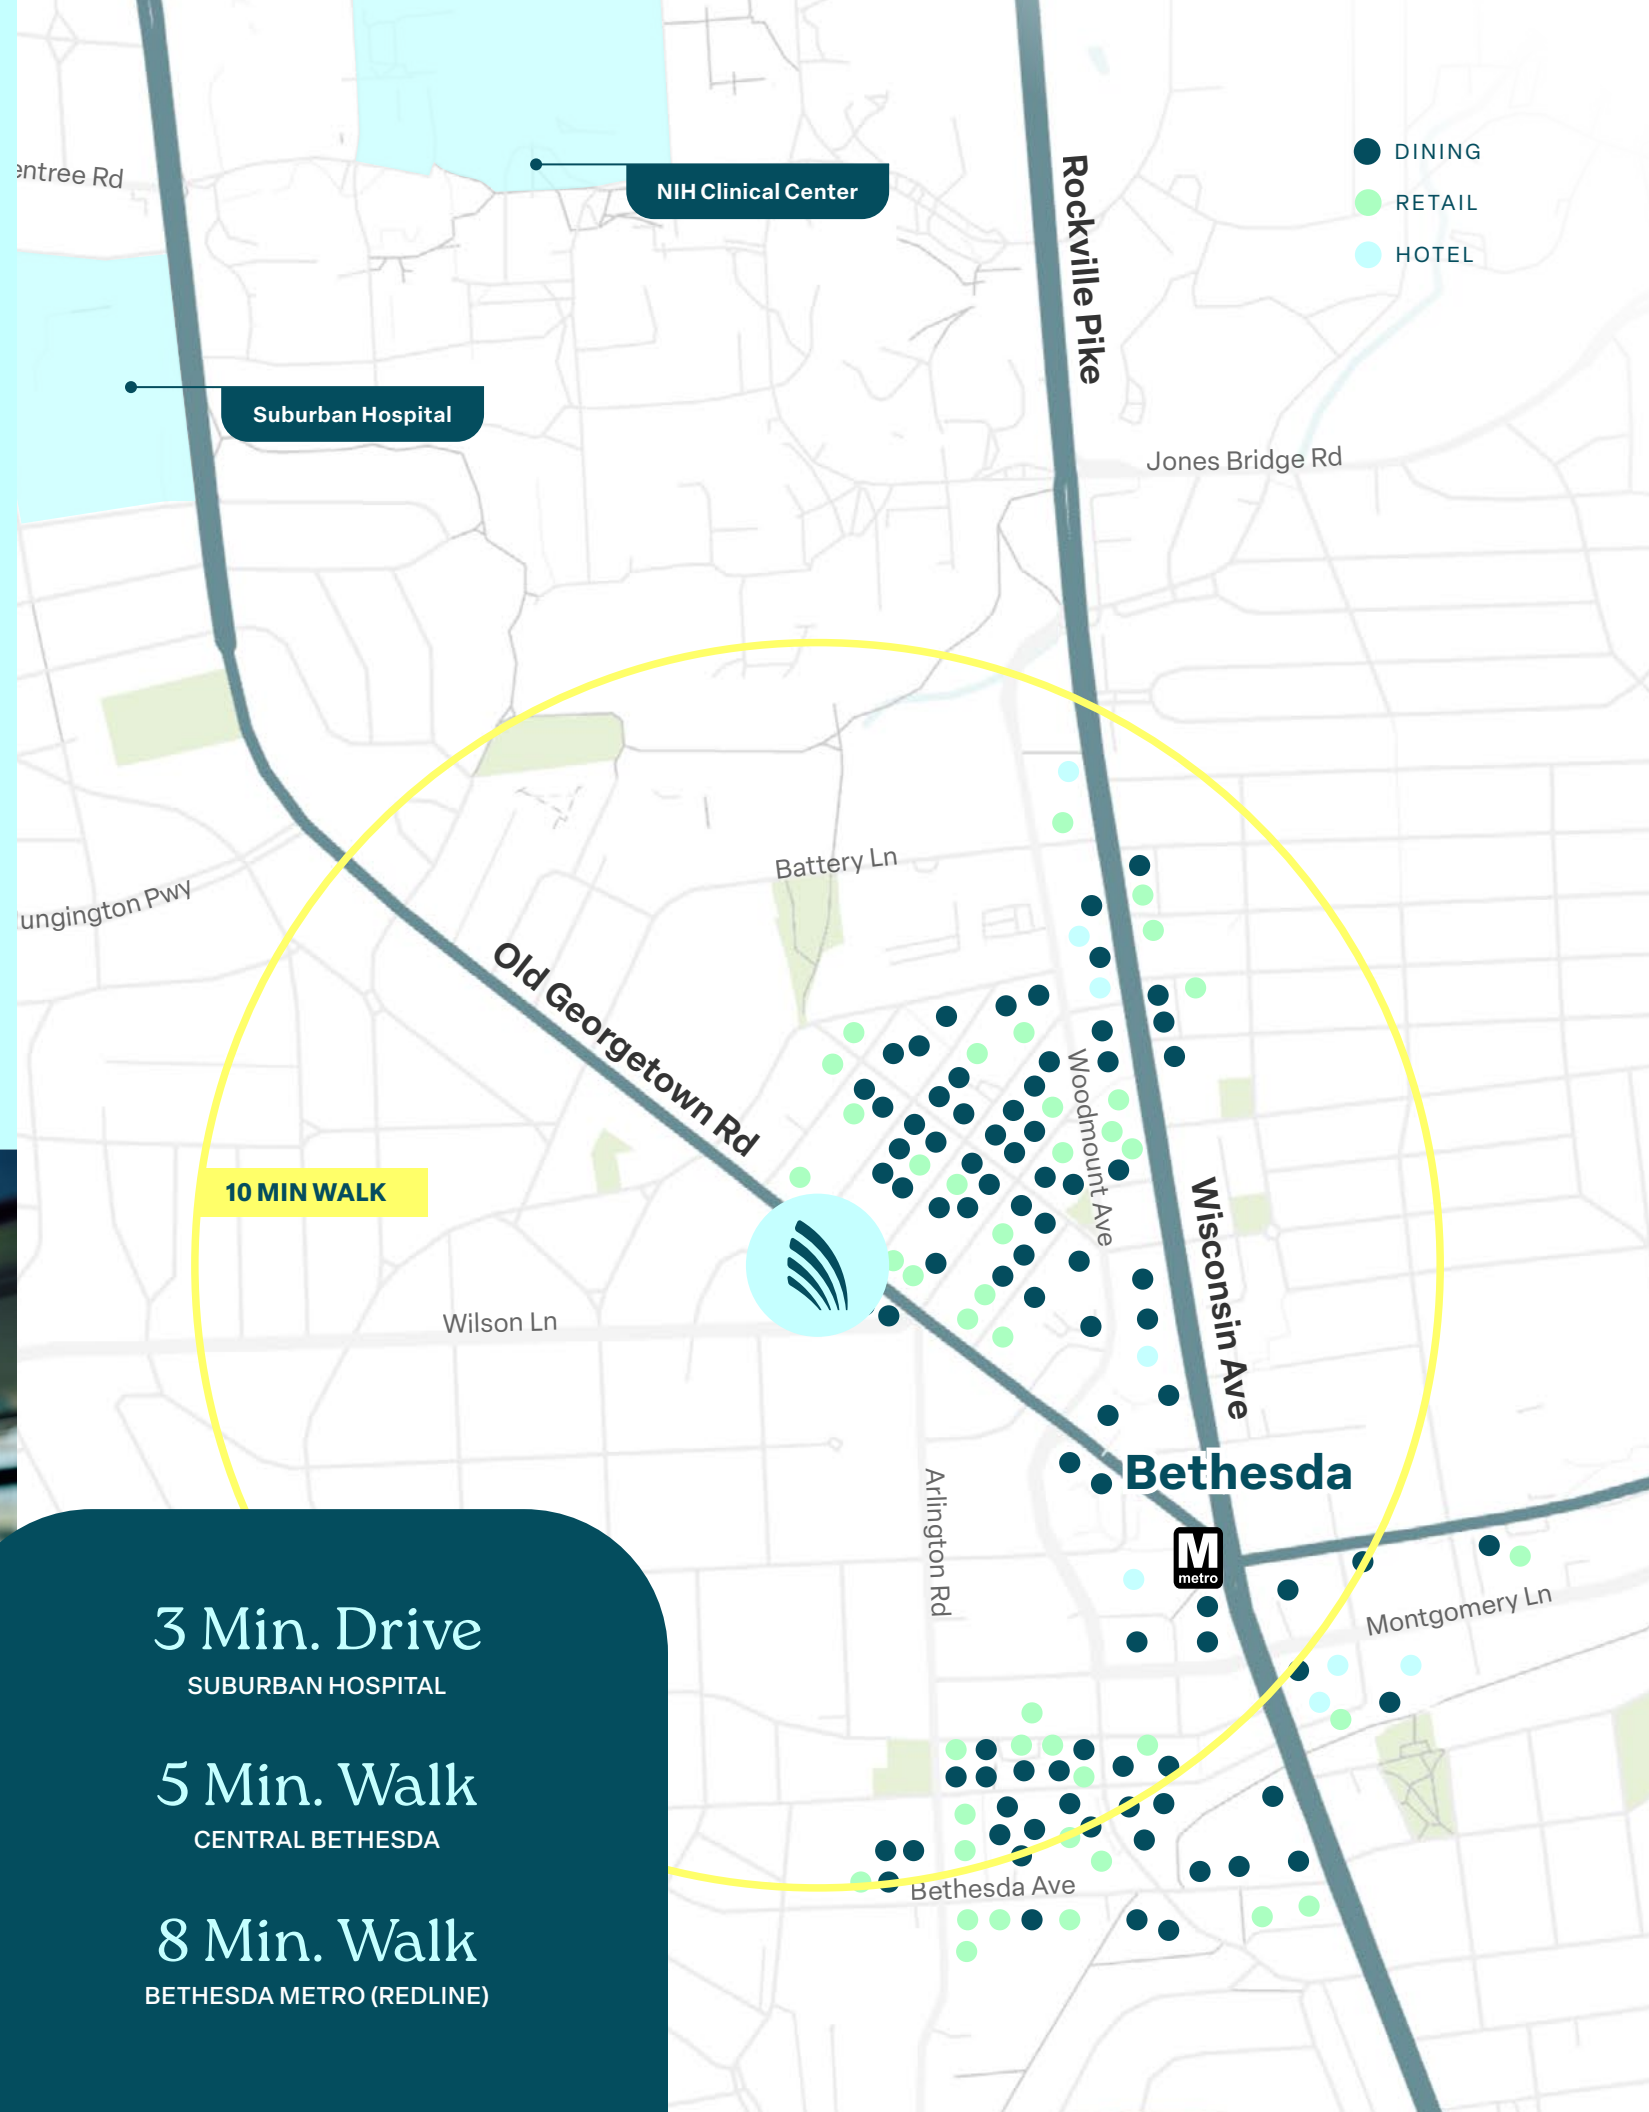 entree Rd
NIH Clinical Center
Rockville Pike
DINING
RETAIL
HOTEL
Suburban Hospital
Jones Bridge Rd
Battery Ln
ungington Pwy
Old Georgetown Rd
Woodmount Ave
10 MIN WALK
Wisconsin Ave
Wilson Ln
Bethesda
Arlington Rd
M
metro
Montgomery Ln
Bethesda Ave
3 Min. Drive
SUBURBAN HOSPITAL
5 Min. Walk
CENTRAL BETHESDA
8 Min. Walk
BETHESDA METRO (REDLINE)